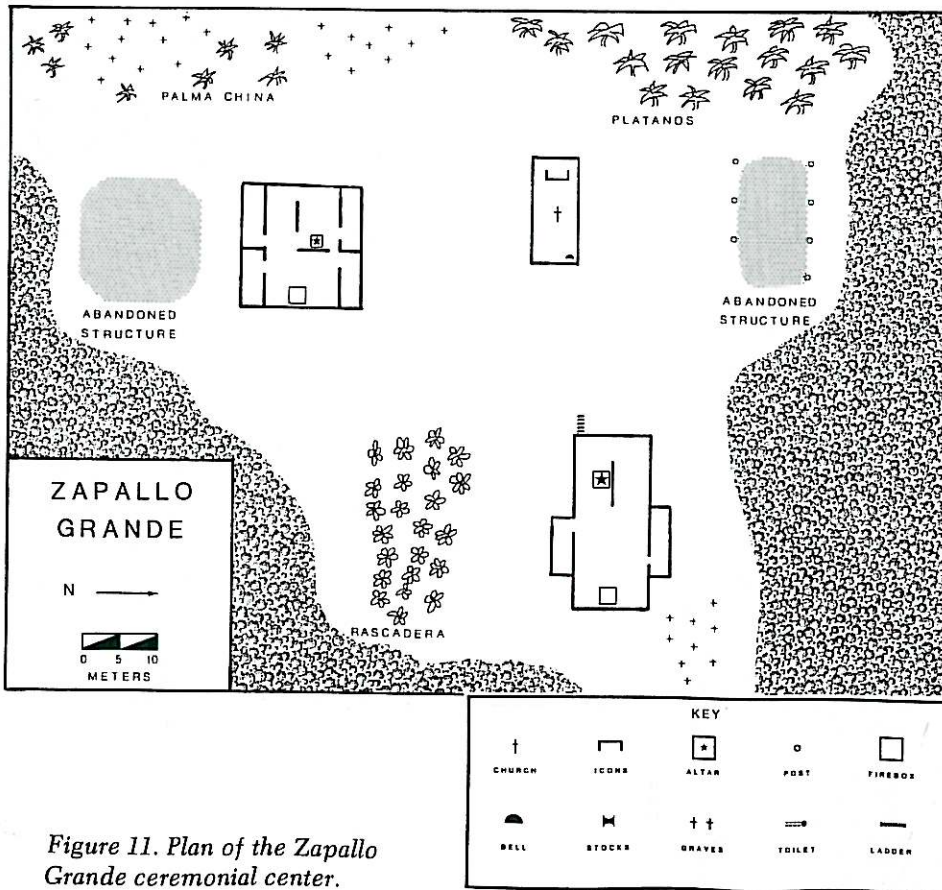 PALMA CHINA
PLATANOS
ABANDONED
STRUCTURE
ABANDONED
STRUCTURE
RASCADERA
ZAPALLO
GRANDE
N
0 5 10
METERS
KEY
CHURCH ICONS ALTAR POST FIREBOX
BELL STOCKS GRAVES TOILET LADDER
Figure 11. Plan of the Zapallo
Grande ceremonial center.